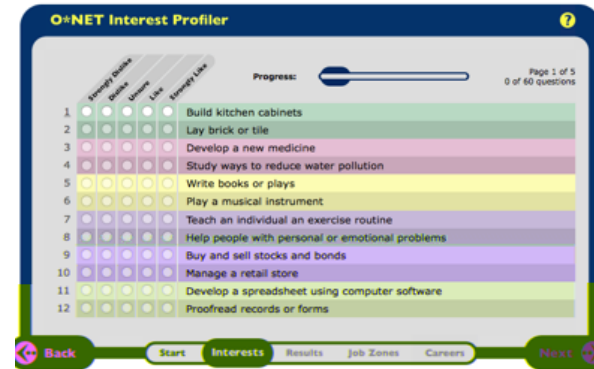 O*NET Interest Profiler ?
Strongly Dislike Dislike Unsure Like Strongly Like
Progress:
Page 1 of 5
0 of 60 questions
1 Build kitchen cabinets
2 Lay brick or tile
3 Develop a new medicine
4 Study ways to reduce water pollution
5 Write books or plays
6 Play a musical instrument
7 Teach an individual an exercise routine
8 Help people with personal or emotional problems
9 Buy and sell stocks and bonds
10 Manage a retail store
11 Develop a spreadsheet using computer software
12 Proofread records or forms
Back Start Interests Results Job Zones Careers Next